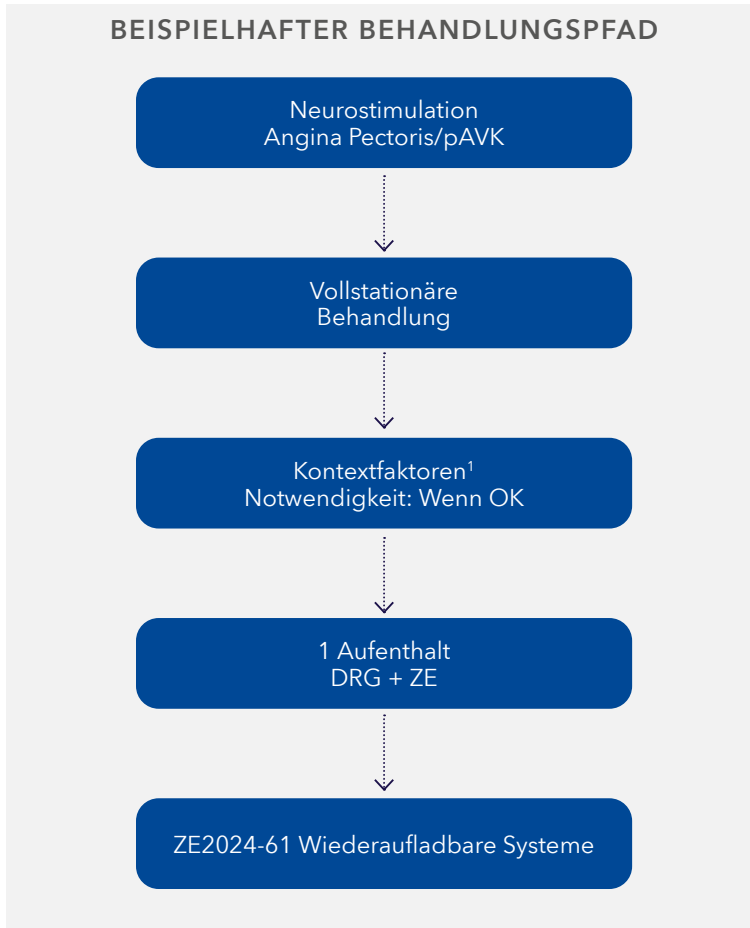 BEISPIELHAFTER BEHANDLUNGSPFAD
Neurostimulation
Angina Pectoris/pAVK
Vollstationäre
Behandlung
Kontextfaktoren¹
Notwendigkeit: Wenn OK
1 Aufenthalt
DRG + ZE
ZE2024-61 Wiederaufladbare Systeme